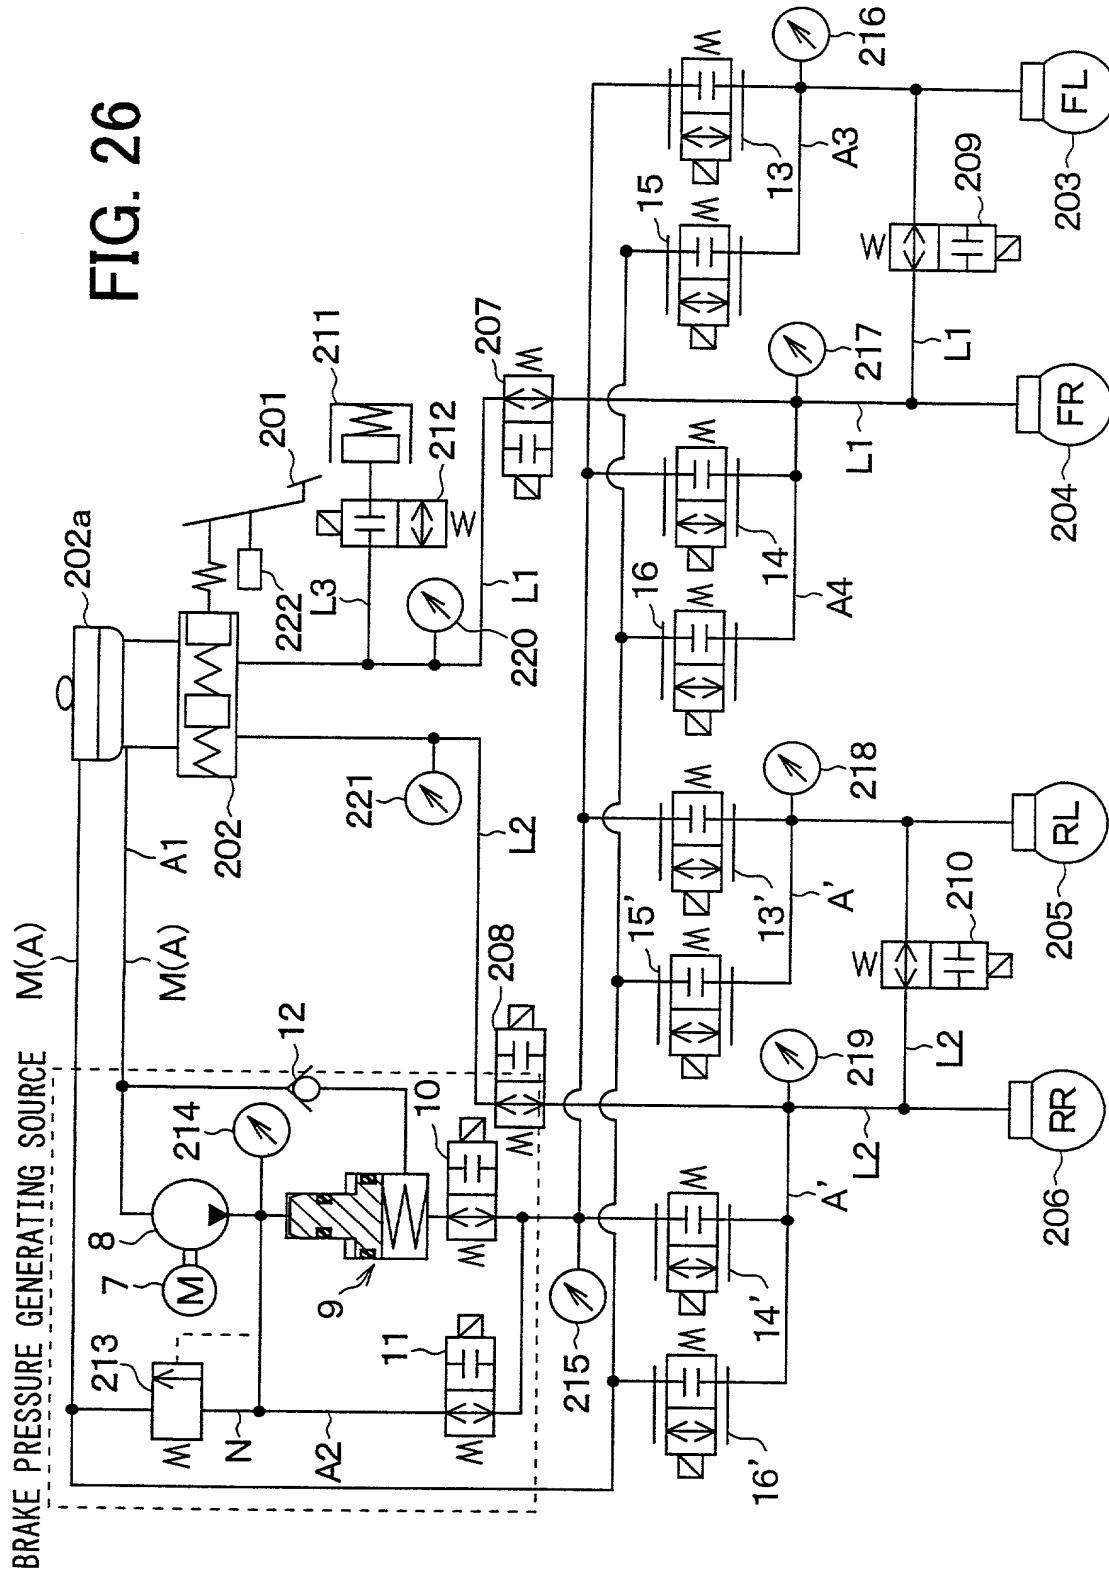 FIG. 26
BRAKE PRESSURE GENERATING SOURCE
M(A)
M(A)
A1
202a
202
201
222
211
212
L3
220
L1
221
L2
207
208
213
N
A2
7
M
8
214
12
9
10
11
215
15
13
A3
216
16
14
A4
217
15'
13'
A'
218
16'
14'
A'
219
L1
L1
209
L2
L2
210
FL
203
FR
204
RL
205
RR
206